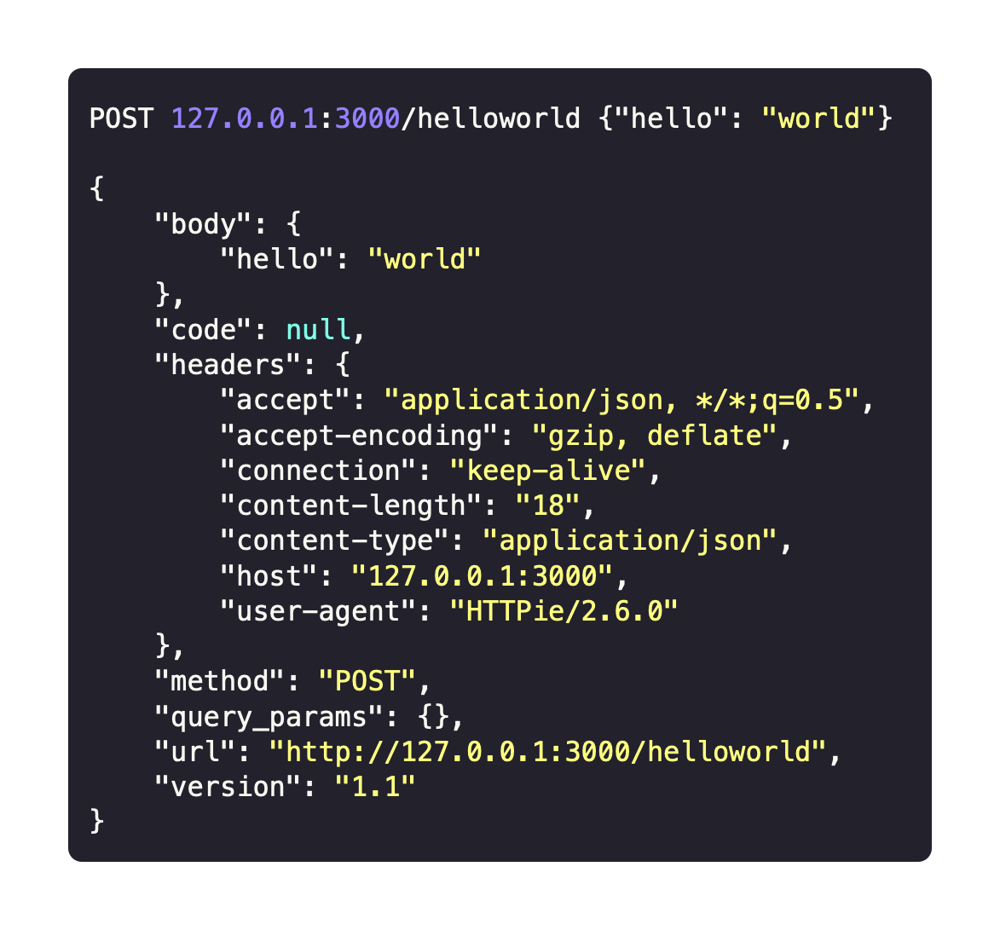 POST 127.0.0.1:3000/helloworld {"hello": "world"}
{
    "body": {
        "hello": "world"
    },
    "code": null,
    "headers": {
        "accept": "application/json, */*;q=0.5",
        "accept-encoding": "gzip, deflate",
        "connection": "keep-alive",
        "content-length": "18",
        "content-type": "application/json",
        "host": "127.0.0.1:3000",
        "user-agent": "HTTPie/2.6.0"
    },
    "method": "POST",
    "query_params": {},
    "url": "http://127.0.0.1:3000/helloworld",
    "version": "1.1"
}